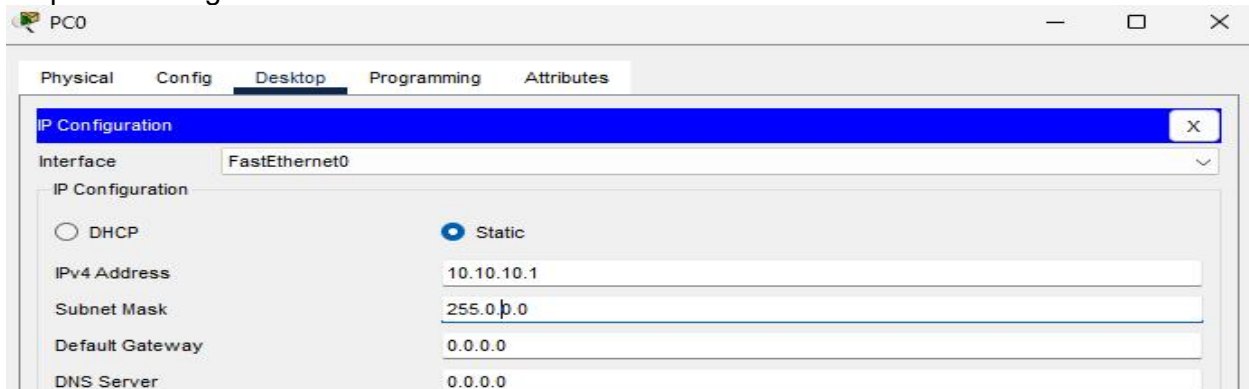 PC0
Physical Config Desktop Programming Attributes
IP Configuration X
Interface FastEthernet0
IP Configuration
DHCP Static
IPv4 Address 10.10.10.1
Subnet Mask 255.0.0.0
Default Gateway 0.0.0.0
DNS Server 0.0.0.0